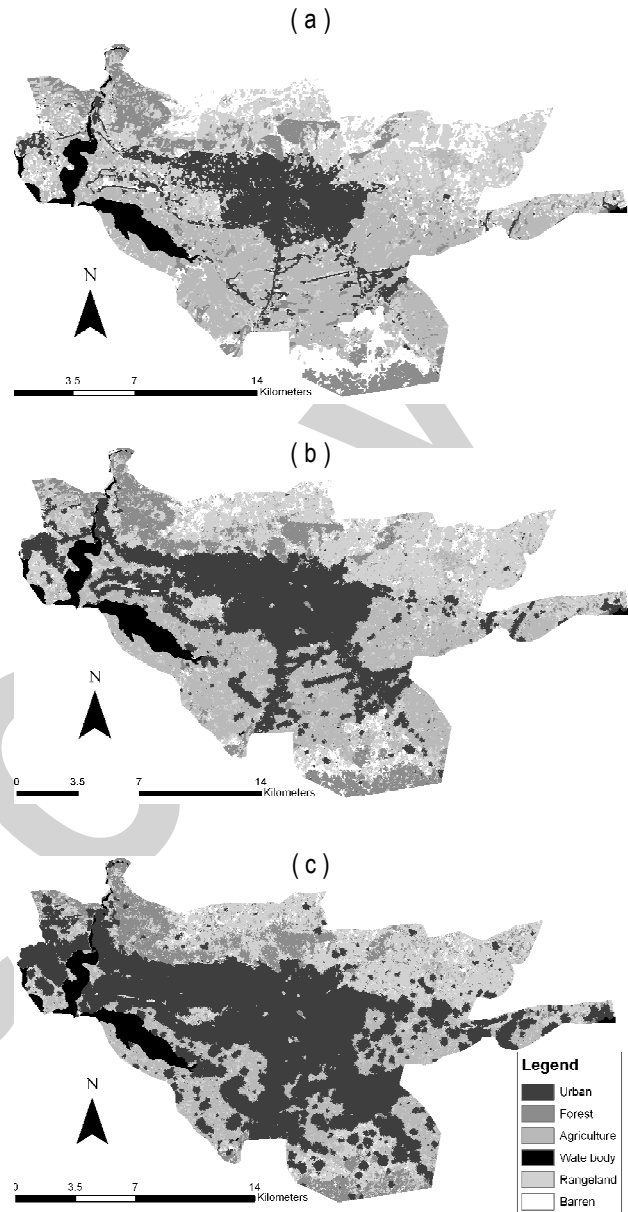 (a)
N
3.5 7 14
Kilometers
(b)
N
0 3.5 7 14
Kilometers
(c)
N
0 3.5 7 14
Kilometers
Legend
Urban
Forest
Agriculture
Wate body
Rangeland
Barren